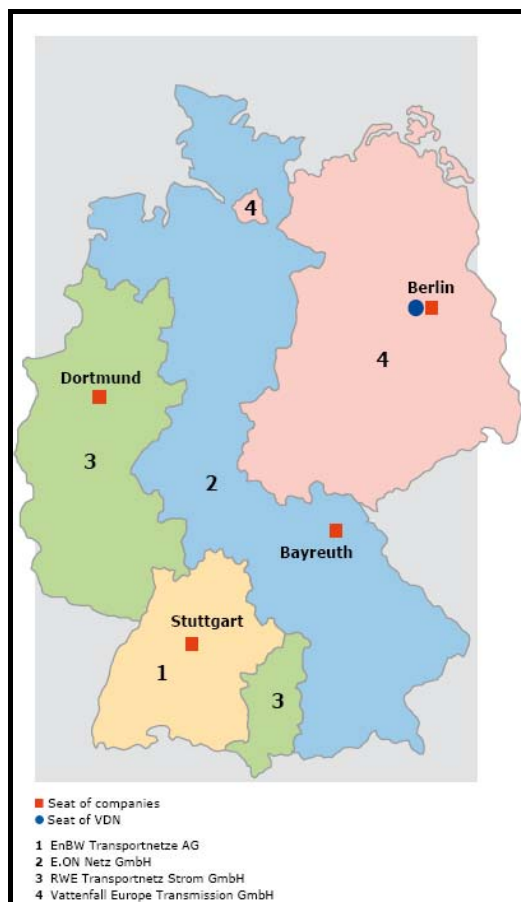 4
Berlin
4
Dortmund
3
2
Bayreuth
Stuttgart
1
3
Seat of companies
Seat of VDN
1 EnBW Transportnetze AG
2 E.ON Netz GmbH
3 RWE Transportnetz Strom GmbH
4 Vattenfall Europe Transmission GmbH